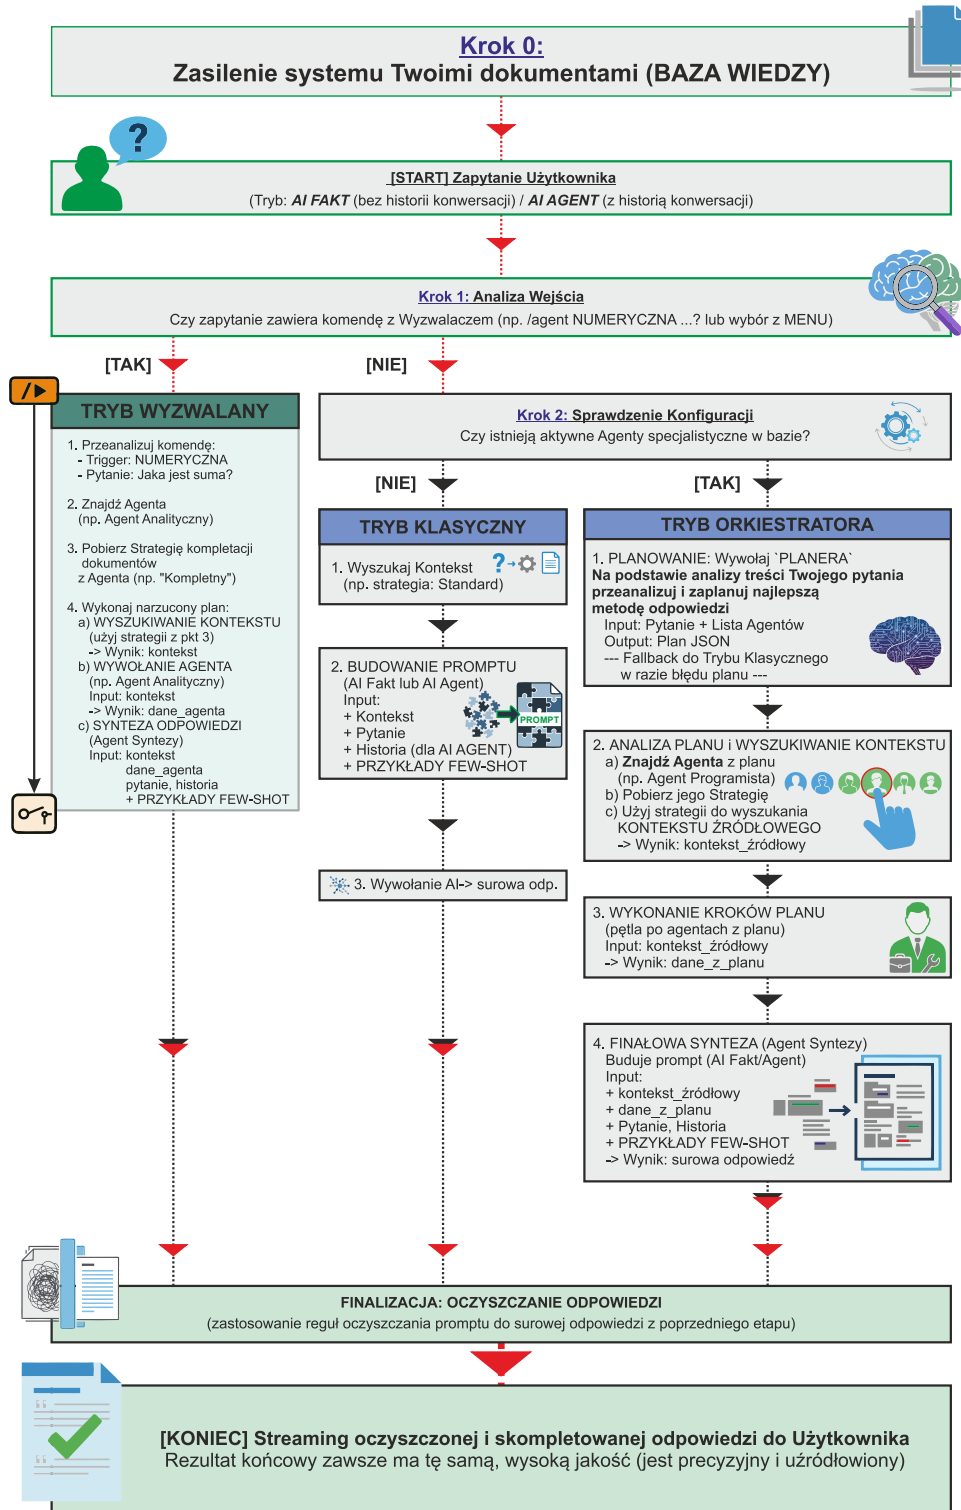 Krok 0:
Zasilenie systemu Twoimi dokumentami (BAZA WIEDZY)
?
[START] Zapytanie Użytkownika
(Tryb: AI FAKT (bez historii konwersacji) / AI AGENT (z historią konwersacji)
Krok 1: Analiza Wejścia
Czy zapytanie zawiera komendę z Wyzwalaczem (np. /agent NUMERYCZNA ...? lub wybór z MENU)
[TAK]
[NIE]
/
TRYB WYZWALANY
1. Przeanalizuj komendę:
- Trigger: NUMERYCZNA
- Pytanie: Jaka jest suma?
2. Znajdź Agenta
(np. Agent Analityczny)
3. Pobierz Strategię kompletacji
dokumentów
z Agenta (np. "Kompletny")
4. Wykonaj narzucony plan:
a) WYSZUKIWANIE KONTEKSTU
(użyj strategii z pkt 3)
-> Wynik: kontekst
b) WYWOŁANIE AGENTA
(np. Agent Analityczny)
Input: kontekst
-> Wynik: dane_agenta
c) SYNTEZA ODPOWIEDZI
(Agent Syntezy)
Input: kontekst
dane_agenta
pytanie, historia
+ PRZYKŁADY FEW-SHOT
Krok 2: Sprawdzenie Konfiguracji
Czy istnieją aktywne Agenty specjalistyczne w bazie?
[NIE]
[TAK]
TRYB KLASYCZNY
1. Wyszukaj Kontekst
(np. strategia: Standard)
?
2. BUDOWANIE PROMPTU
(AI Fakt lub AI Agent)
Input:
+ Kontekst
+ Pytanie
+ Historia (dla AI AGENT)
+ PRZYKŁADY FEW-SHOT
PROMPT
3. Wywołanie AI-> surowa odp.
TRYB ORKIESTRATORA
1. PLANOWANIE: Wywołaj `PLANERA`
Na podstawie analizy treści Twojego pytania
przeanalizuj i zaplanuj najlepszą
metodę odpowiedzi
Input: Pytanie + Lista Agentów
Output: Plan JSON
--- Fallback do Trybu Klasycznego
w razie błędu planu ---
2. ANALIZA PLANU i WYSZUKIWANIE KONTEKSTU
a) Znajdź Agenta z planu
(np. Agent Programista)
b) Pobierz jego Strategię
c) Użyj strategii do wyszukania
KONTEKSTU ŹRÓDŁOWEGO
-> Wynik: kontekst_źródłowy
3. WYKONANIE KROKÓW PLANU
(pętla po agentach z planu)
Input: kontekst_źródłowy
-> Wynik: dane_z_planu
4. FINAŁOWA SYNTEZA (Agent Syntezy)
Buduje prompt (AI Fakt/Agent)
Input:
+ kontekst_źródłowy
+ dane_z_planu
+ Pytanie, Historia
+ PRZYKŁADY FEW-SHOT
-> Wynik: surowa odpowiedź
FINALIZACJA: OCZYSZCZANIE ODPOWIEDZI
(zastosowanie reguł oczyszczania promptu do surowej odpowiedzi z poprzedniego etapu)
[KONIEC] Streaming oczyszczonej i skompletowanej odpowiedzi do Użytkownika
Rezultat końcowy zawsze ma tę samą, wysoką jakość (jest precyzyjny i uźródłowiony)